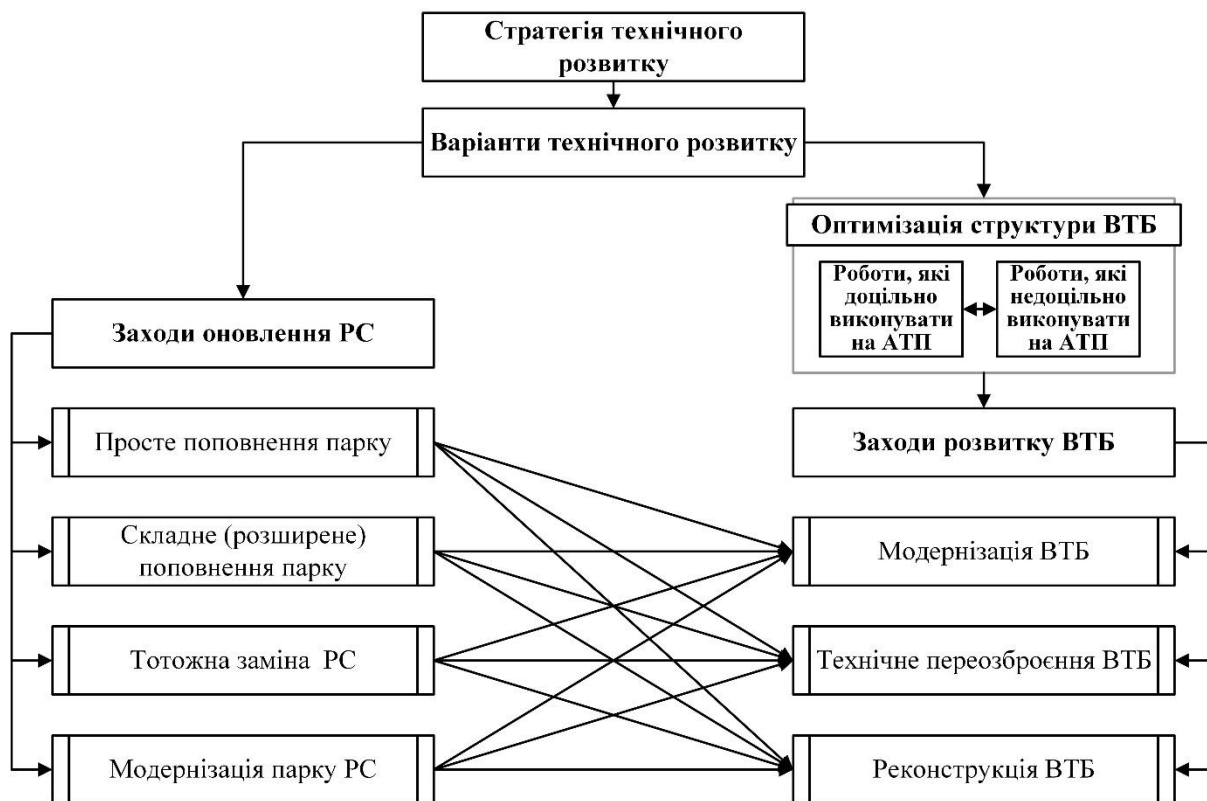 Стратегія технічного
розвитку
Варіанти технічного розвитку
Оптимізація структури ВТБ
Роботи, які
доцільно
виконувати
на АТП
Роботи, які
недоцільно
виконувати
на АТП
Заходи оновлення РС
Заходи розвитку ВТБ
Просте поповнення парку
Складне (розширене)
поповнення парку
Тотожна заміна РС
Модернізація парку РС
Модернізація ВТБ
Технічне переозброєння ВТБ
Реконструкція ВТБ